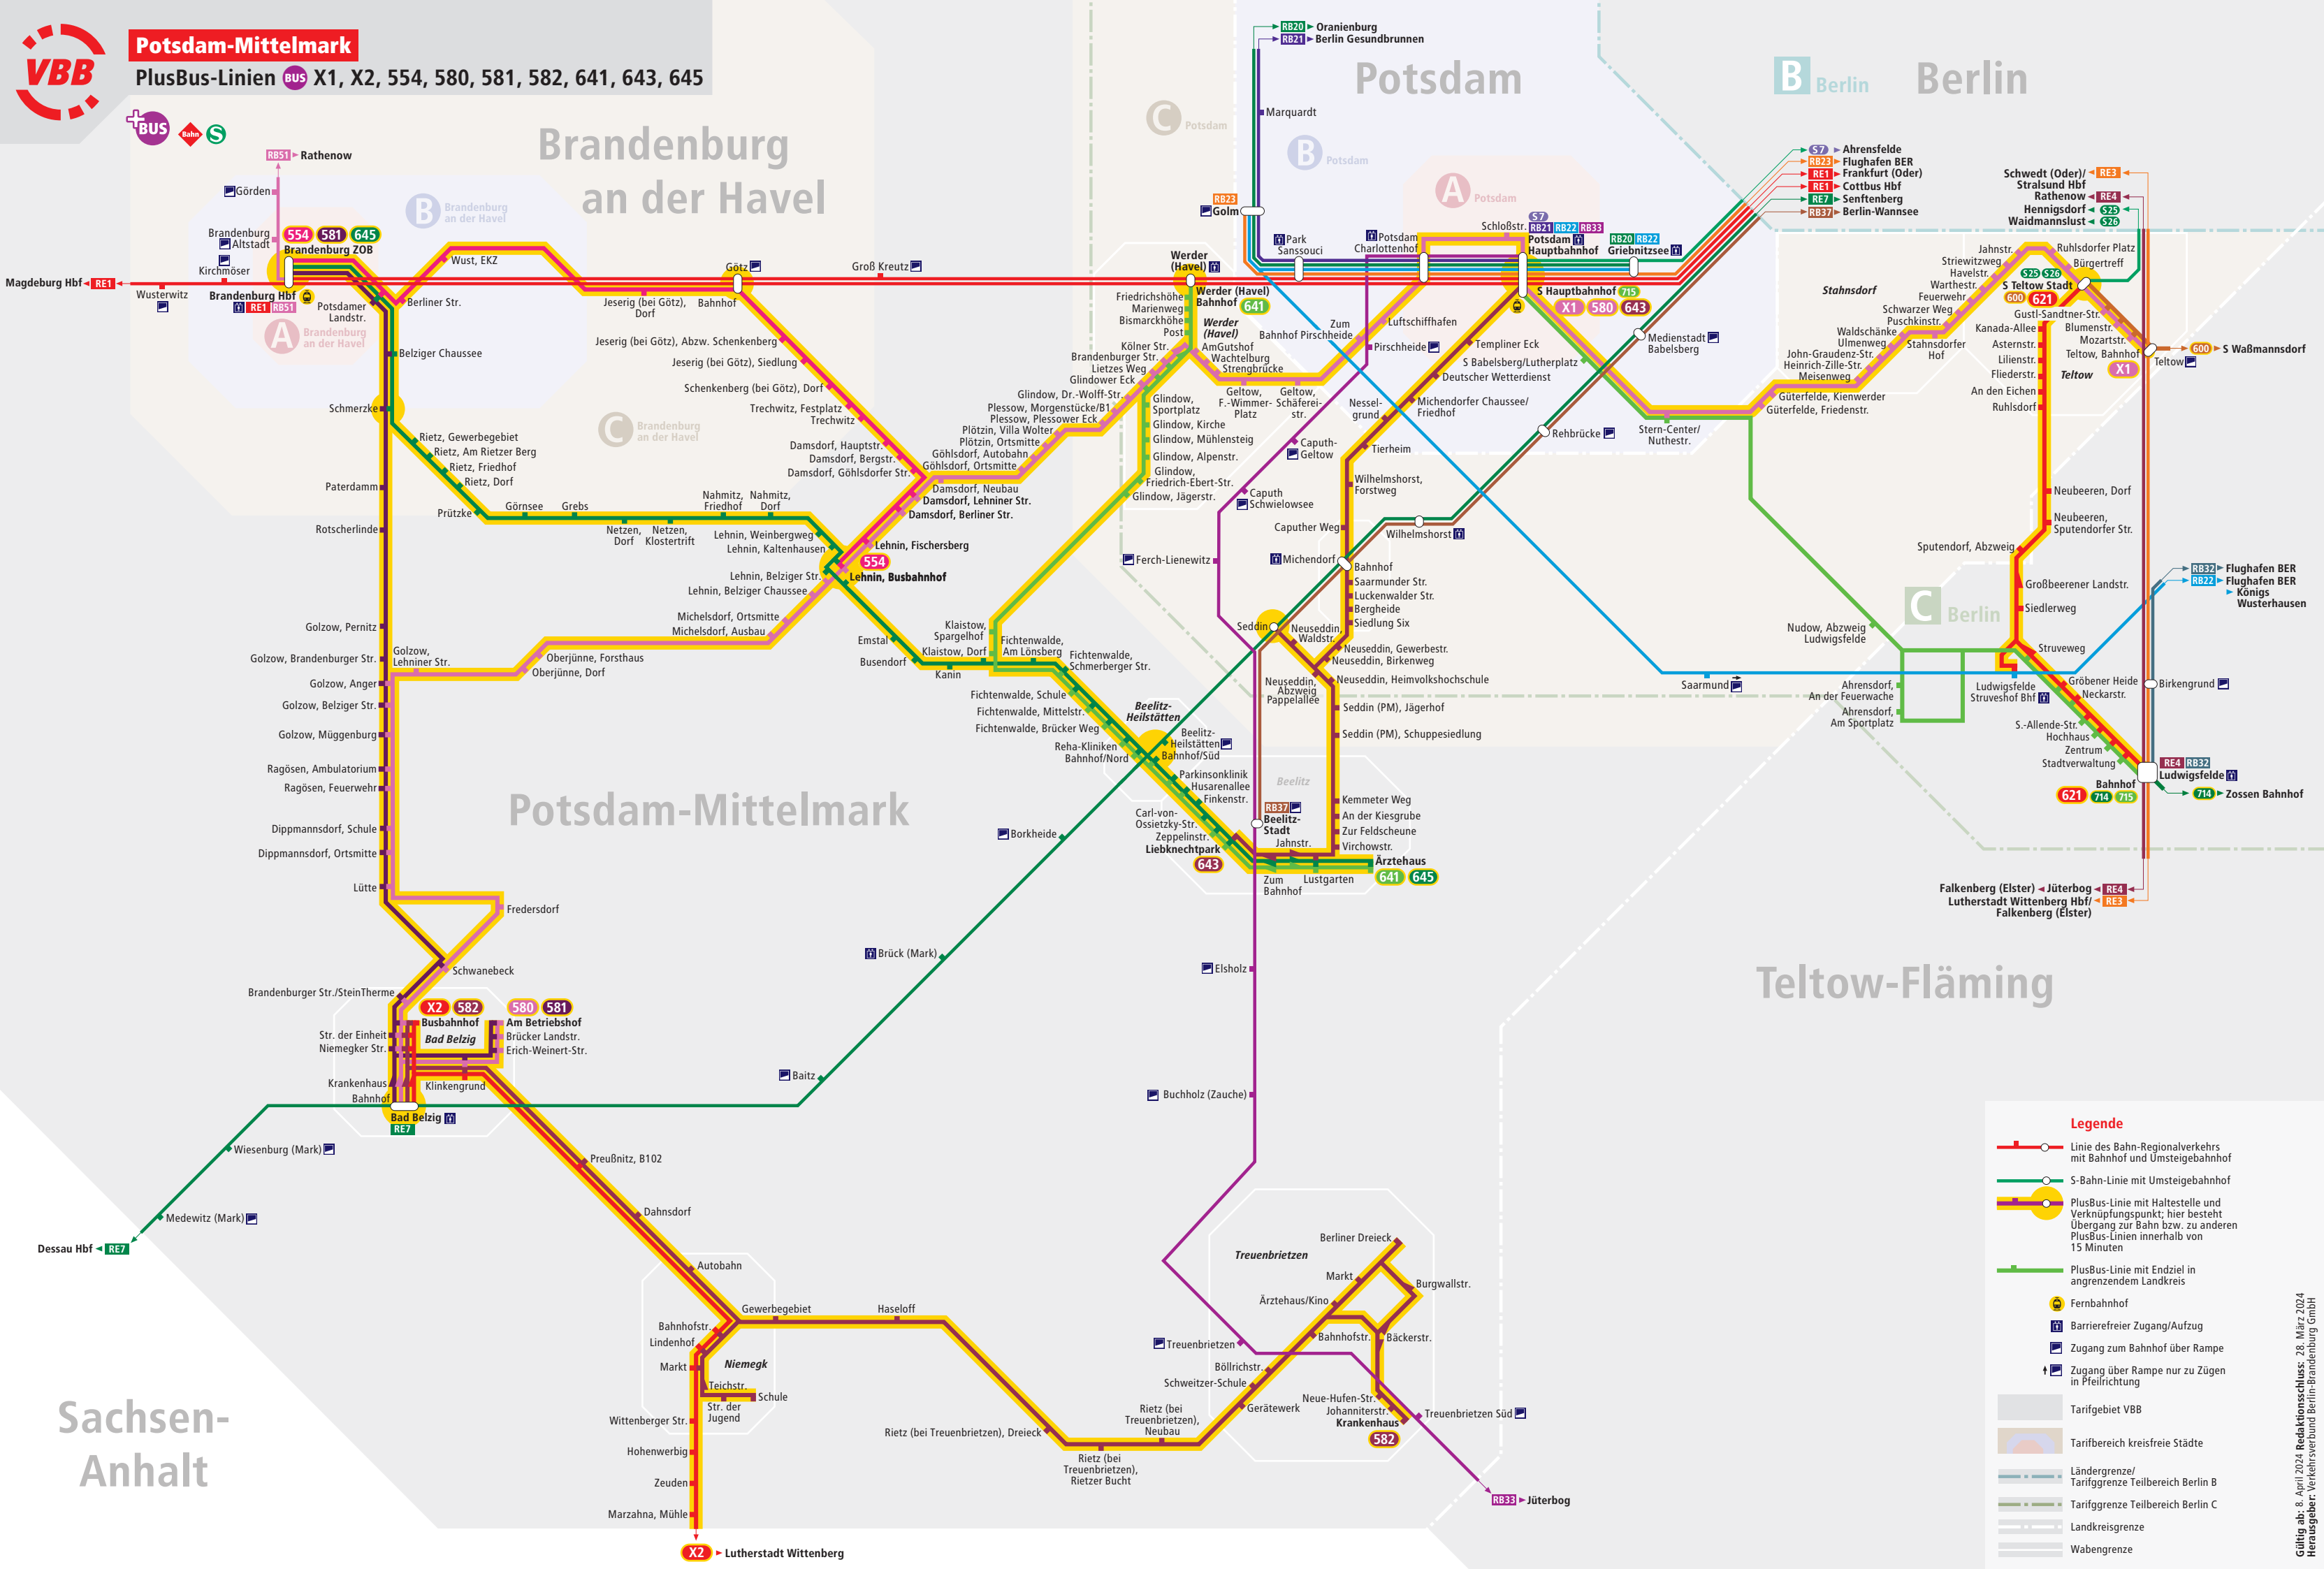 VBB
Potsdam-Mittelmark
PlusBus-Linien BUS X1, X2, 554, 580, 581, 582, 641, 643, 645
+BUS
Bahn
S
Brandenburg
an der Havel
Potsdam
Berlin
B Berlin
C Potsdam
B Potsdam
A Potsdam
B Brandenburg
an der Havel
A Brandenburg
an der Havel
C Brandenburg
an der Havel
C Berlin
Potsdam-Mittelmark
Teltow-Fläming
Sachsen-
Anhalt
RB51 Rathenow
Görden
Brandenburg
Altstadt
Kirchmöser
554 581 645
Brandenburg ZOB
Magdeburg Hbf RE1
Wusterwitz
Brandenburg Hbf
RE1 RB51
Potsdamer
Landstr.
Berliner Str.
Wust, EKZ
Jeserig (bei Götz),
Dorf
Götz
Bahnhof
Groß Kreutz
Belziger Chaussee
Schmerzke
Jeserig (bei Götz), Abzw. Schenkenberg
Jeserig (bei Götz), Siedlung
Schenkenberg (bei Götz), Dorf
Trechwitz, Festplatz
Trechwitz
Damsdorf, Hauptstr.
Damsdorf, Bergstr.
Damsdorf, Göhlsdorfer Str.
Rietz, Gewerbegebiet
Rietz, Am Rietzer Berg
Rietz, Friedhof
Rietz, Dorf
Prützke
Görnsee
Grebs
Netzen,
Dorf
Netzen,
Klostertrift
Nahmitz,
Friedhof
Nahmitz,
Dorf
Lehnin, Weinbergweg
Lehnin, Kaltenhausen
Damsdorf, Neubau
Damsdorf, Lehniner Str.
Damsdorf, Berliner Str.
Lehnin, Fischersberg
554
Lehnin, Busbahnhof
Lehnin, Belziger Str.
Lehnin, Belziger Chaussee
Michelsdorf, Ortsmitte
Michelsdorf, Ausbau
Oberjünne, Forsthaus
Oberjünne, Dorf
Paterdamm
Rotscherlinde
Golzow, Pernitz
Golzow, Brandenburger Str.
Golzow,
Lehniner Str.
Golzow, Anger
Golzow, Belziger Str.
Golzow, Müggenburg
Ragösen, Ambulatorium
Ragösen, Feuerwehr
Dippmannsdorf, Schule
Dippmannsdorf, Ortsmitte
Lütte
Fredersdorf
Schwanebeck
Brandenburger Str./SteinTherme
X2 582
Busbahnhof
Bad Belzig
580 581
Am Betriebshof
Brücker Landstr.
Erich-Weinert-Str.
Str. der Einheit
Niemegker Str.
Krankenhaus
Klinkengrund
Bahnhof
Bad Belzig
RE7
Wiesenburg (Mark)
Medewitz (Mark)
Dessau Hbf RE7
Preußnitz, B102
Dahnsdorf
Autobahn
Gewerbegebiet
Haseloff
Bahnhofstr.
Lindenhof
Markt
Niemegk
Teichstr.
Schule
Str. der
Jugend
Wittenberger Str.
Hohenwerbig
Zeuden
Marzahna, Mühle
X2 Lutherstadt Wittenberg
Rietz (bei Treuenbrietzen), Dreieck
Rietz (bei
Treuenbrietzen),
Rietzer Bucht
Rietz (bei
Treuenbrietzen),
Neubau
Gerätewerk
Schweitzer-Schule
Böllrichstr.
Bahnhofstr.
Ärztehaus/Kino
Markt
Berliner Dreieck
Treuenbrietzen
Burgwallstr.
Bäckerstr.
Neue-Hufen-Str.
Johanniterstr.
Krankenhaus
582
Treuenbrietzen
Treuenbrietzen Süd
RB33 Jüterbog
Buchholz (Zauche)
Elsholz
Baitz
Brück (Mark)
Borkheide
Emstal
Busendorf
Kanin
Klaistow,
Spargelhof
Klaistow, Dorf
Fichtenwalde,
Am Lönsberg
Fichtenwalde,
Schmerberger Str.
Fichtenwalde, Schule
Fichtenwalde, Mittelstr.
Fichtenwalde, Brücker Weg
Reha-Kliniken
Bahnhof/Nord
Beelitz-
Heilstätten
Beelitz-
Heilstätten
Bahnhof/Süd
Parkinsonklinik
Husarenallee
Finkenstr.
Carl-von-
Ossietzky-Str.
Zeppelinstr.
Liebknechtpark
643
Beelitz
RB37
Beelitz-
Stadt
Jahnstr.
Zum
Bahnhof
Lustgarten
Ärztehaus
641 645
Kemmeter Weg
An der Kiesgrube
Zur Feldscheune
Virchowstr.
Seddin (PM), Schuppesiedlung
Seddin (PM), Jägerhof
Neuseddin, Heimvolkshochschule
Neuseddin,
Abzweig
Pappelallee
Neuseddin, Birkenweg
Neuseddin, Gewerbestr.
Neuseddin,
Waldstr.
Seddin
Siedlung Six
Bergheide
Luckenwalder Str.
Saarmunder Str.
Bahnhof
Michendorf
Caputher Weg
Wilhelmshorst,
Forstweg
Wilhelmshorst
Tierheim
Nessel-
grund
Michendorfer Chaussee/
Friedhof
Deutscher Wetterdienst
Templiner Eck
Ferch-Lienewitz
Caputh
Schwielowsee
Caputh-
Geltow
Pirschheide
Luftschiffhafen
Zum
Bahnhof Pirschheide
Geltow,
Schäferei-
str.
Geltow,
F.-Wimmer-
Platz
Werder
(Havel)
Werder (Havel)
Bahnhof 641
Friedrichshöhe
Marienweg
Bismarckhöhe
Post
Werder
(Havel)
Kölner Str.
AmGutshof
Wachtelburg
Strengbrücke
Brandenburger Str.
Lietzes Weg
Glindower Eck
Glindow, Dr.-Wolff-Str.
Plessow, Morgenstücke/B1
Plessow, Plessower Eck
Plötzin, Villa Wolter
Plötzin, Ortsmitte
Göhlsdorf, Autobahn
Göhlsdorf, Ortsmitte
Glindow,
Sportplatz
Glindow, Kirche
Glindow, Mühlensteig
Glindow, Alpenstr.
Glindow,
Friedrich-Ebert-Str.
Glindow, Jägerstr.
RB20 Oranienburg
RB21 Berlin Gesundbrunnen
Marquardt
RB23
Golm
Park
Sanssouci
Potsdam
Charlottenhof
Schloßstr.
S7
RB21 RB22 RB33
Potsdam
Hauptbahnhof
RB20 RB22
Griebnitzsee
S Hauptbahnhof 715
X1 580 643
S Babelsberg/Lutherplatz
Medienstadt
Babelsberg
Rehbrücke
Stern-Center/
Nuthestr.
S7 Ahrensfelde
RB23 Flughafen BER
RE1 Frankfurt (Oder)
RE1 Cottbus Hbf
RE7 Senftenberg
RB37 Berlin-Wannsee
Schwedt (Oder)/ RE3
Stralsund Hbf
Rathenow RE4
Hennigsdorf S25
Waidmannslust S26
Jahnstr.
Striewitzweg
Havelstr.
Warthestr.
Feuerwehr
Schwarzer Weg
Puschkinstr.
Stahnsdorf
Stahnsdorfer
Hof
Waldschänke
Ulmenweg
John-Graudenz-Str.
Heinrich-Zille-Str.
Meisenweg
Güterfelde, Kienwerder
Güterfelde, Friedenstr.
Ruhlsdorfer Platz
Bürgertreff
S25 S26
S Teltow Stadt
600 621
Gustl-Sandtner-Str.
Blumenstr.
Mozartstr.
Teltow, Bahnhof
X1
Teltow
Teltow
600 S Waßmannsdorf
Kanada-Allee
Asternstr.
Lilienstr.
Fliederstr.
An den Eichen
Ruhlsdorf
Neubeeren, Dorf
Neubeeren,
Sputendorfer Str.
Sputendorf, Abzweig
Großbeerener Landstr.
Siedlerweg
Nudow, Abzweig
Ludwigsfelde
Struveweg
Saarmund
Ahrensdorf,
An der Feuerwache
Ahrensdorf,
Am Sportplatz
Ludwigsfelde
Struveshof Bhf
Gröbener Heide
Neckarstr.
S.-Allende-Str.
Hochhaus
Zentrum
Stadtverwaltung
Bahnhof
621 714 715
RE4 RB32
Ludwigsfelde
714 Zossen Bahnhof
Birkengrund
RB32 Flughafen BER
RB22 Flughafen BER
Königs
Wusterhausen
Falkenberg (Elster) Jüterbog RE4
Lutherstadt Wittenberg Hbf/ RE3
Falkenberg (Elster)
Legende
Linie des Bahn-Regionalverkehrs
mit Bahnhof und Umsteigebahnhof
S-Bahn-Linie mit Umsteigebahnhof
PlusBus-Linie mit Haltestelle und
Verknüpfungspunkt; hier besteht
Übergang zur Bahn bzw. zu anderen
PlusBus-Linien innerhalb von
15 Minuten
PlusBus-Linie mit Endziel in
angrenzendem Landkreis
Fernbahnhof
Barrierefreier Zugang/Aufzug
Zugang zum Bahnhof über Rampe
Zugang über Rampe nur zu Zügen
in Pfeilrichtung
Tarifgebiet VBB
Tarifbereich kreisfreie Städte
Ländergrenze/
Tarifggrenze Teilbereich Berlin B
Tarifggrenze Teilbereich Berlin C
Landkreisgrenze
Wabengrenze
Gültig ab: 8. April 2024 Redaktionsschluss: 28. März 2024
Herausgeber: Verkehrsverbund Berlin-Brandenburg GmbH